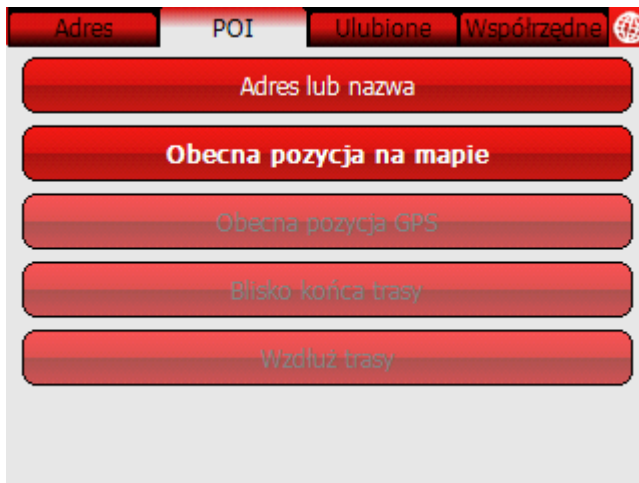 Adres POI Ulubione Współrzędne
Adres lub nazwa
Obecna pozycja na mapie
Obecna pozycja GPS
Blisko końca trasy
Wzdłuż trasy